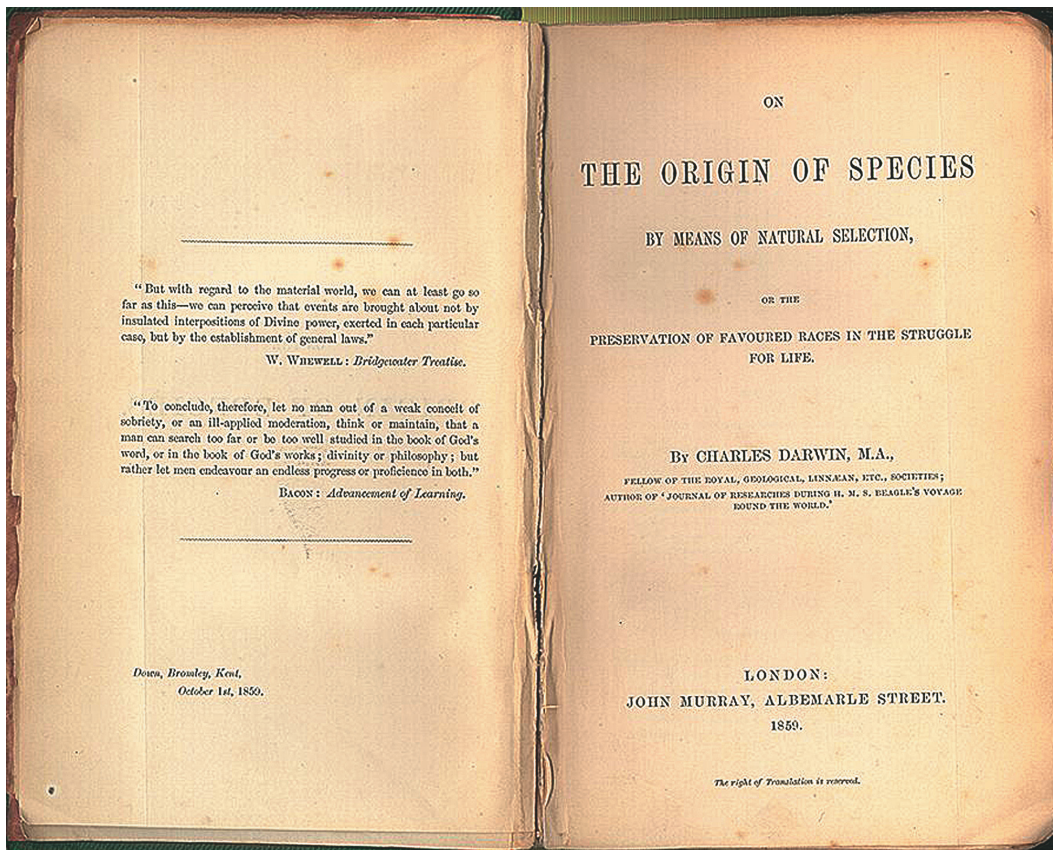 "But with regard to the material world, we can at least go so
far as this—we can perceive that events are brought about not by
insulated interpositions of Divine power, exerted in each particular
case, but by the establishment of general laws."
W. WHEWELL: Bridgewater Treatise.
"To conclude, therefore, let no man out of a weak conceit of
sobriety, or an ill-applied moderation, think or maintain, that a
man can search too far or be too well studied in the book of God's
word, or in the book of God's works; divinity or philosophy; but
rather let men endeavour an endless progress or proficience in both."
BACON: Advancement of Learning.
Down, Bromley, Kent,
October 1st, 1859.
ON
THE ORIGIN OF SPECIES
BY MEANS OF NATURAL SELECTION,
OR THE
PRESERVATION OF FAVOURED RACES IN THE STRUGGLE
FOR LIFE.
BY CHARLES DARWIN, M.A.,
FELLOW OF THE ROYAL, GEOLOGICAL, LINNÆAN, ETC., SOCIETIES;
AUTHOR OF 'JOURNAL OF RESEARCHES DURING H. M. S. BEAGLE'S VOYAGE
ROUND THE WORLD.'
LONDON:
JOHN MURRAY, ALBEMARLE STREET.
1859.
The right of Translation is reserved.